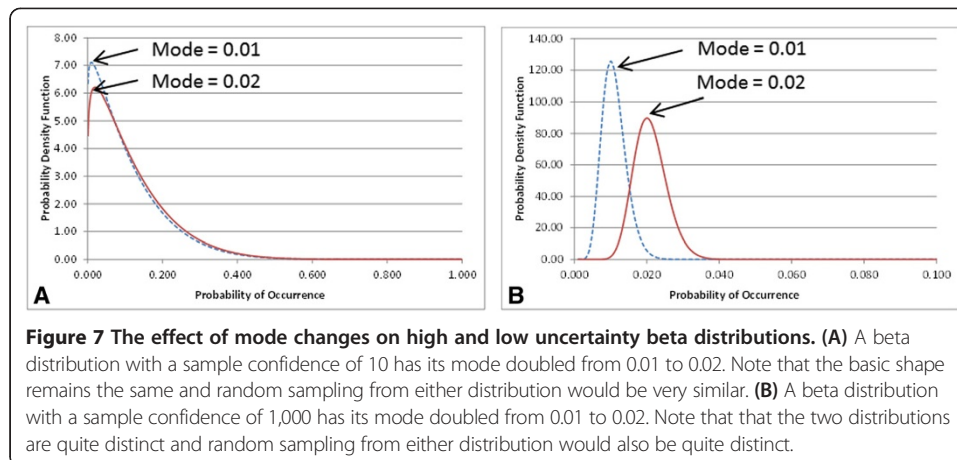 8.00
7.00
6.00
5.00
4.00
3.00
2.00
1.00
0.00
Probability Density Function
Mode = 0.01
Mode = 0.02
0.000 0.200 0.400 0.600 0.800 1.000
Probability of Occurrence
A
140.00
120.00
100.00
80.00
60.00
40.00
20.00
0.00
Probability Density Function
Mode = 0.01
Mode = 0.02
0.000 0.020 0.040 0.060 0.080 0.100
Probability of Occurrence
B
Figure 7 The effect of mode changes on high and low uncertainty beta distributions. (A) A beta
distribution with a sample confidence of 10 has its mode doubled from 0.01 to 0.02. Note that the basic shape
remains the same and random sampling from either distribution would be very similar. (B) A beta distribution
with a sample confidence of 1,000 has its mode doubled from 0.01 to 0.02. Note that that the two distributions
are quite distinct and random sampling from either distribution would also be quite distinct.